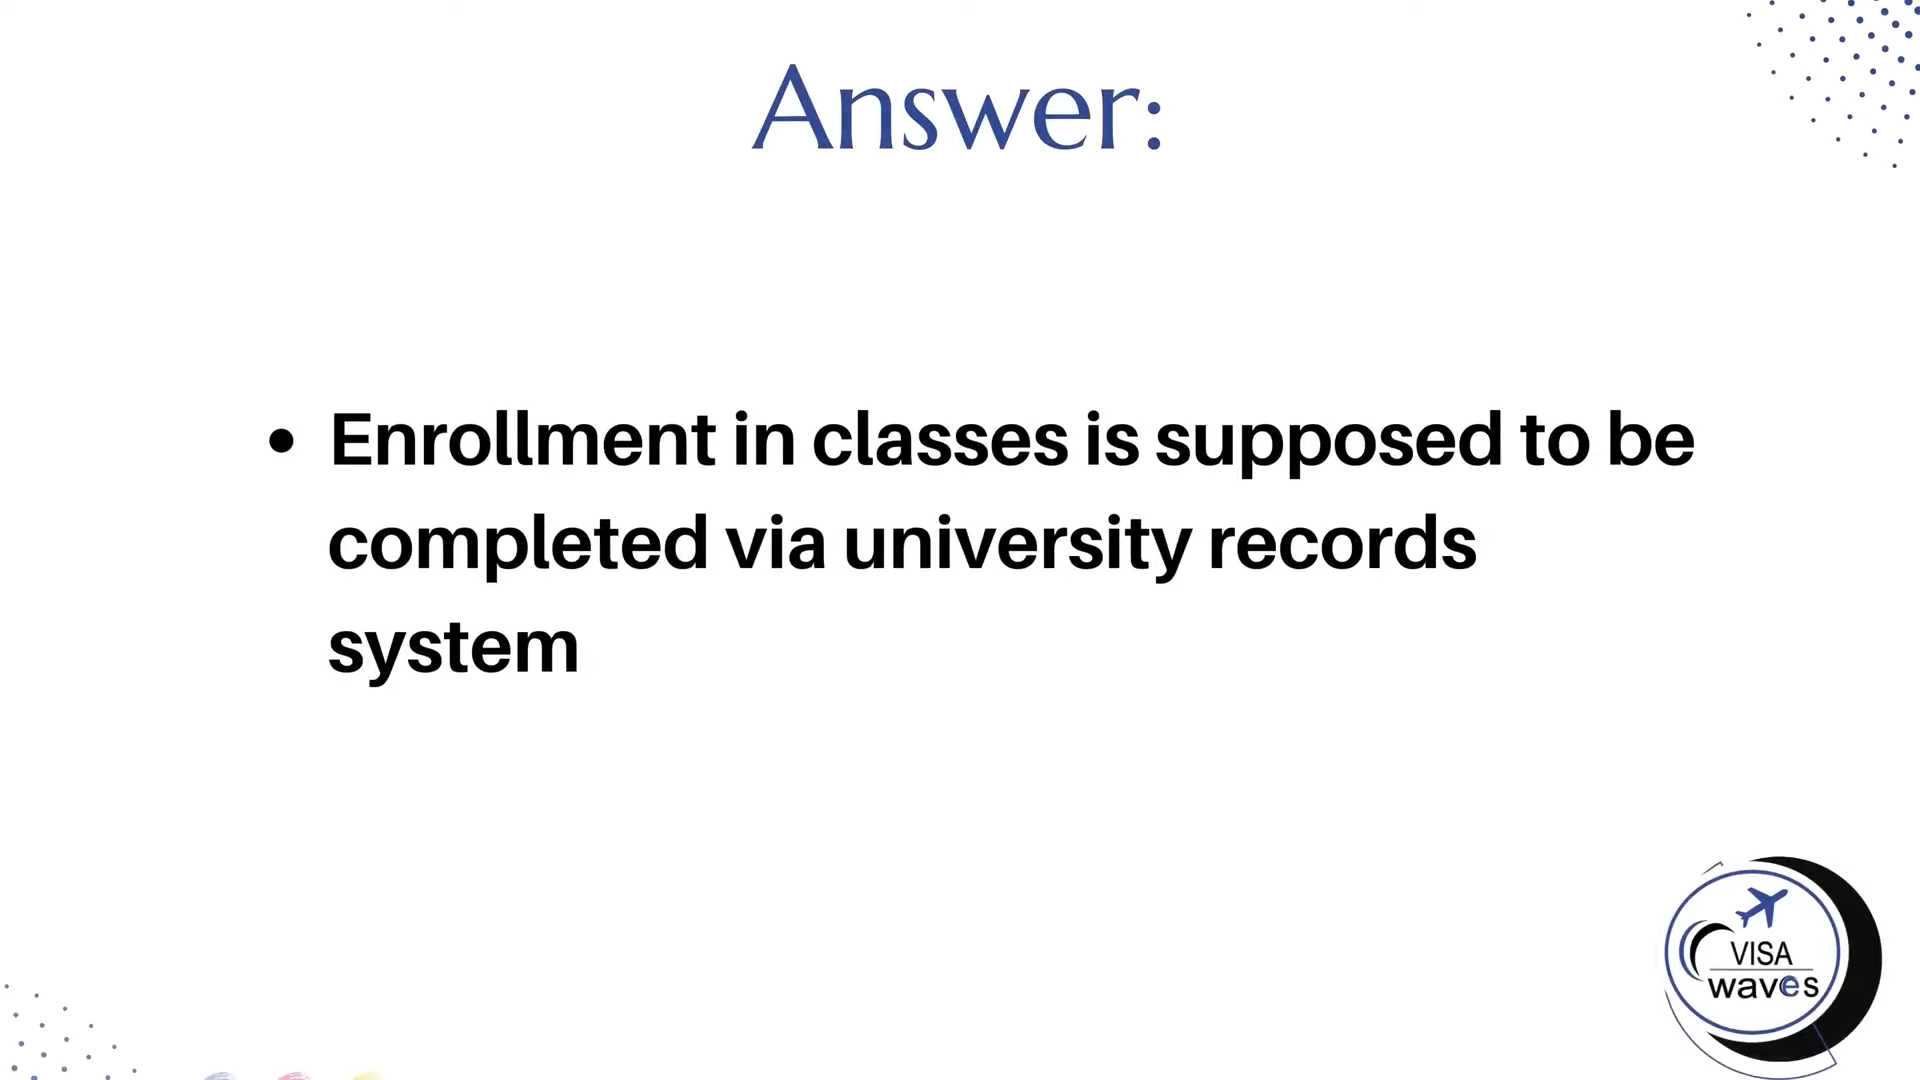 Answer:
• Enrollment in classes is supposed to be
completed via university records
system
VISA
waves